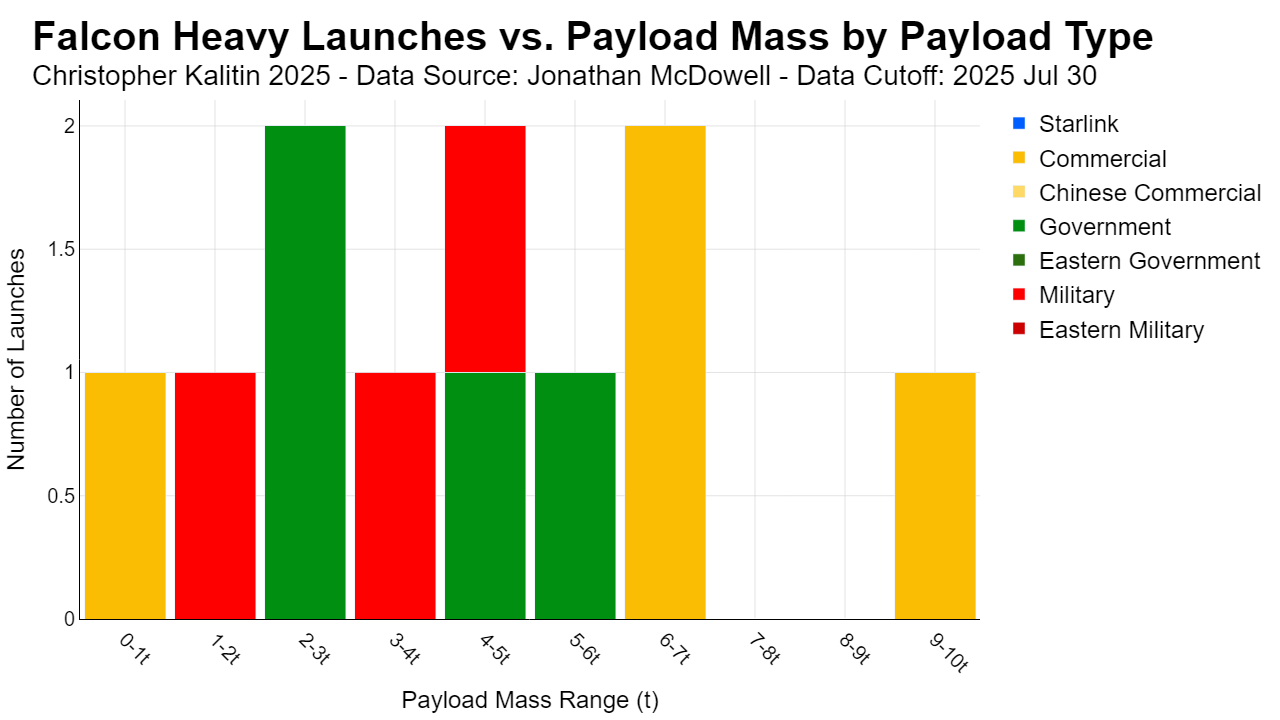 Falcon Heavy Launches vs. Payload Mass by Payload Type
Christopher Kalitin 2025 - Data Source: Jonathan McDowell - Data Cutoff: 2025 Jul 30
Number of Launches
2
1.5
1
0.5
0
0-1t
1-2t
2-3t
3-4t
4-5t
5-6t
6-7t
7-8t
8-9t
9-10t
Payload Mass Range (t)
Starlink
Commercial
Chinese Commercial
Government
Eastern Government
Military
Eastern Military